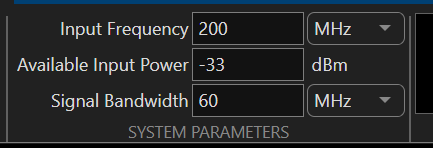 Input Frequency 200 MHz
Available Input Power -33 dBm
Signal Bandwidth 60 MHz
SYSTEM PARAMETERS